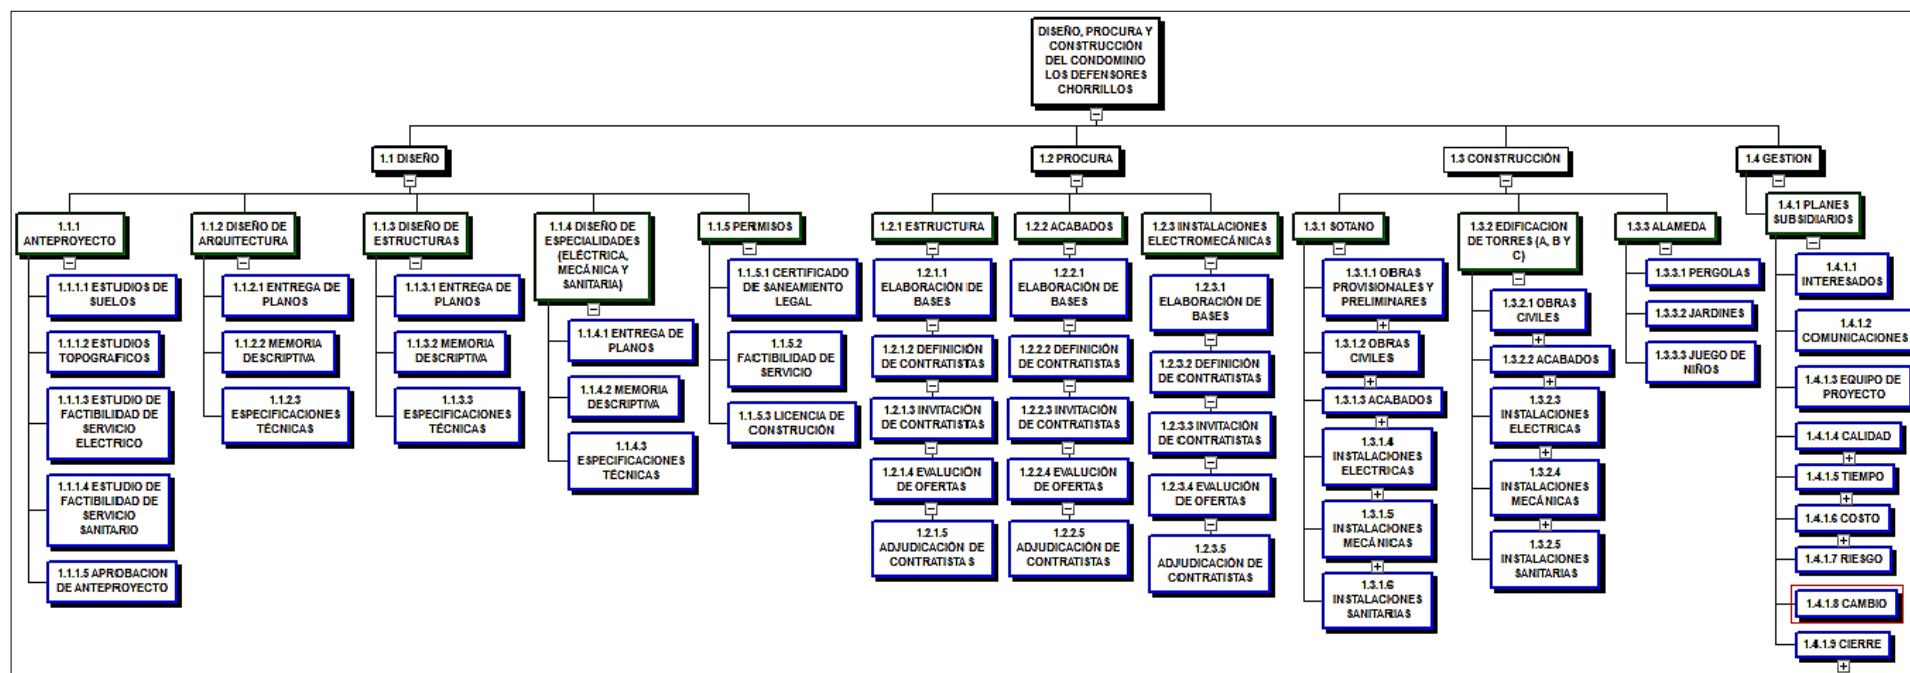 DISEÑO, PROCURA Y
CONSTRUCCIÓN
DEL CONDOMINIO
LOS DEFENSORES
CHORRILLOS
1.1 DISEÑO
1.2 PROCURA
1.3 CONSTRUCCIÓN
1.4 GESTION
1.1.1
ANTEPROYECTO
1.1.1.1 ESTUDIOS DE
SUELOS
1.1.1.2 ESTUDIOS
TOPOGRAFICOS
1.1.1.3 ESTUDIO DE
FACTIBILIDAD DE
SERVICIO
ELECTRICO
1.1.1.4 ESTUDIO DE
FACTIBILIDAD DE
SERVICIO
SANITARIO
1.1.1.5 APROBACION
DE ANTEPROYECTO
1.1.2 DISEÑO DE
ARQUITECTURA
1.1.2.1 ENTREGA DE
PLANOS
1.1.2.2 MEMORIA
DESCRIPTIVA
1.1.2.3
ESPECIFICACIONES
TÉCNICAS
1.1.3 DISEÑO DE
ESTRUCTURAS
1.1.3.1 ENTREGA DE
PLANOS
1.1.3.2 MEMORIA
DESCRIPTIVA
1.1.3.3
ESPECIFICACIONES
TÉCNICAS
1.1.4 DISEÑO DE
ESPECIALIDADES
(ELÉCTRICA,
MECÁNICA Y
SANITARIA)
1.1.4.1 ENTREGA DE
PLANOS
1.1.4.2 MEMORIA
DESCRIPTIVA
1.1.4.3
ESPECIFICACIONES
TÉCNICAS
1.1.5 PERMISOS
1.1.5.1 CERTIFICADO
DE SANEAMIENTO
LEGAL
1.1.5.2
FACTIBILIDAD DE
SERVICIO
1.1.5.3 LICENCIA DE
CONSTRUCIÓN
1.2.1 ESTRUCTURA
1.2.1.1
ELABORACIÓN DE
BASES
1.2.1.2 DEFINICIÓN
DE CONTRATISTAS
1.2.1.3 INVITACIÓN
DE CONTRATISTAS
1.2.1.4 EVALUCIÓN
DE OFERTAS
1.2.1.5
ADJUDICACIÓN DE
CONTRATISTAS
1.2.2 ACABADOS
1.2.2.1
ELABORACIÓN DE
BASES
1.2.2.2 DEFINICIÓN
DE CONTRATISTAS
1.2.2.3 INVITACIÓN
DE CONTRATISTAS
1.2.2.4 EVALUCIÓN
DE OFERTAS
1.2.2.5
ADJUDICACIÓN DE
CONTRATISTAS
1.2.3 INSTALACIONES
ELECTROMECÁNICAS
1.2.3.1
ELABORACIÓN DE
BASES
1.2.3.2 DEFINICIÓN
DE CONTRATISTAS
1.2.3.3 INVITACIÓN
DE CONTRATISTAS
1.2.3.4 EVALUCIÓN
DE OFERTAS
1.2.3.5
ADJUDICACIÓN DE
CONTRATISTAS
1.3.1 SOTANO
1.3.1.1 OBRAS
PROVISIONALES Y
PRELIMINARES
1.3.1.2 OBRAS
CIVILES
1.3.1.3 ACABADOS
1.3.1.4
INSTALACIONES
ELECTRICAS
1.3.1.5
INSTALACIONES
MECÁNICAS
1.3.1.6
INSTALACIONES
SANITARIAS
1.3.2 EDIFICACION
DE TORRES (A, B Y
C)
1.3.2.1 OBRAS
CIVILES
1.3.2.2 ACABADOS
1.3.2.3
INSTALACIONES
ELECTRICAS
1.3.2.4
INSTALACIONES
MECÁNICAS
1.3.2.5
INSTALACIONES
SANITARIAS
1.3.3 ALAMEDA
1.3.3.1 PERGOLAS
1.3.3.2 JARDINES
1.3.3.3 JUEGO DE
NIÑOS
1.4.1 PLANES
SUBSIDIARIOS
1.4.1.1
INTERESADOS
1.4.1.2
COMUNICACIONES
1.4.1.3 EQUIPO DE
PROYECTO
1.4.1.4 CALIDAD
1.4.1.5 TIEMPO
1.4.1.6 COSTO
1.4.1.7 RIESGO
1.4.1.8 CAMBIO
1.4.1.9 CIERRE